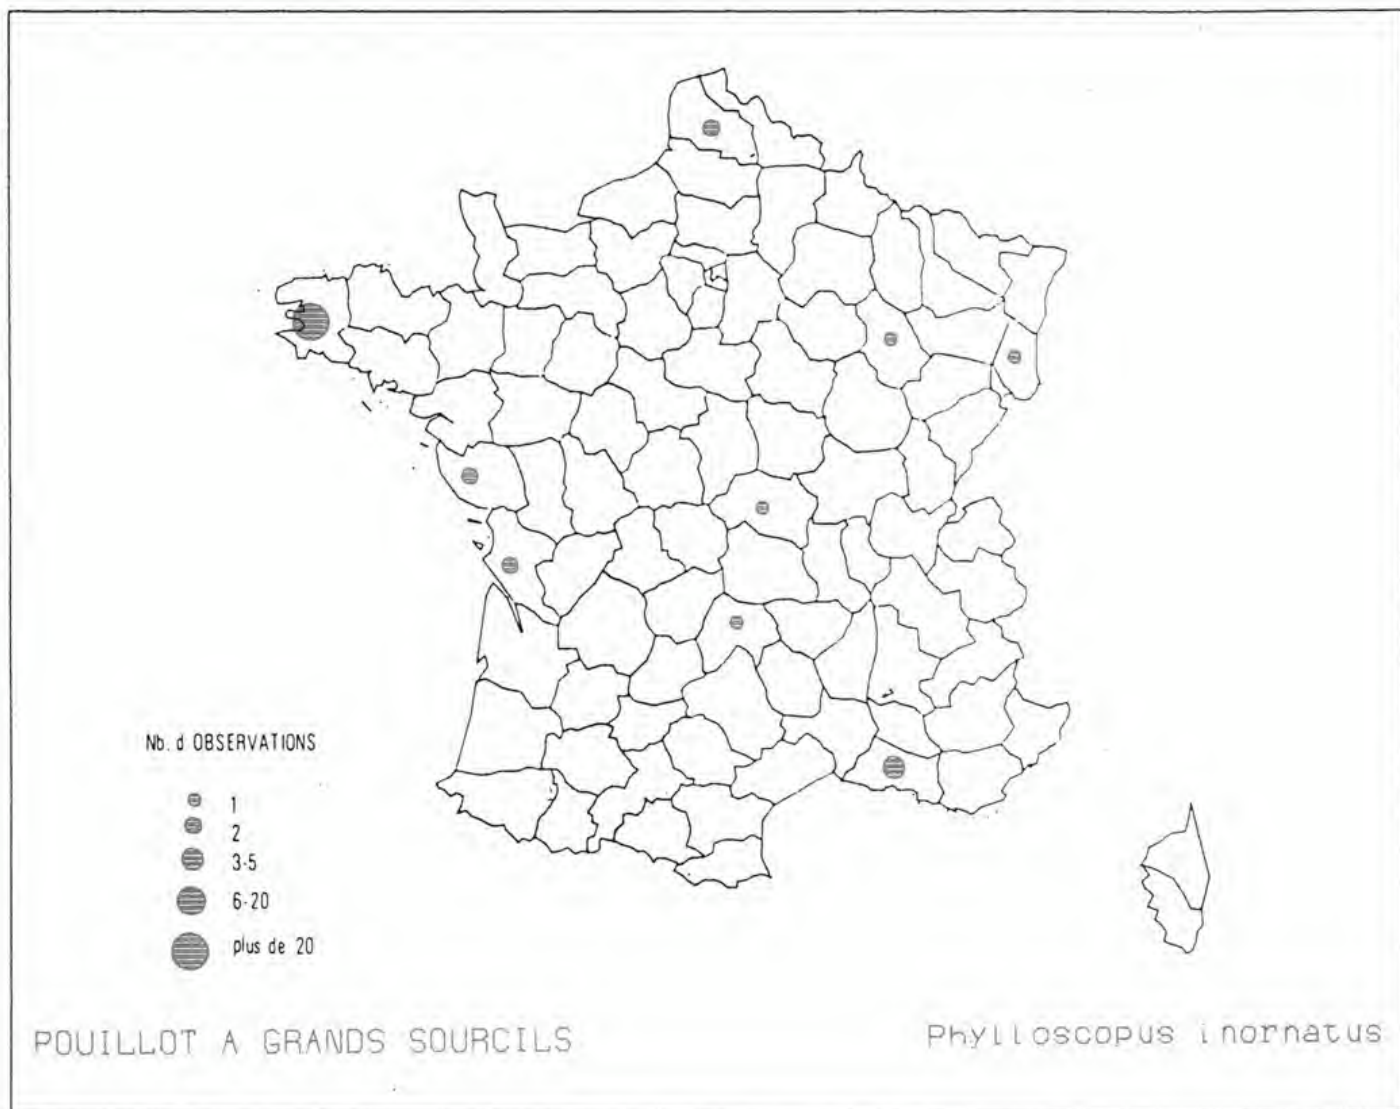 Nb. d OBSERVATIONS
1
2
3-5
6-20
plus de 20
POUILLOT A GRANDS SOURCILS
Phylloscopus inornatus